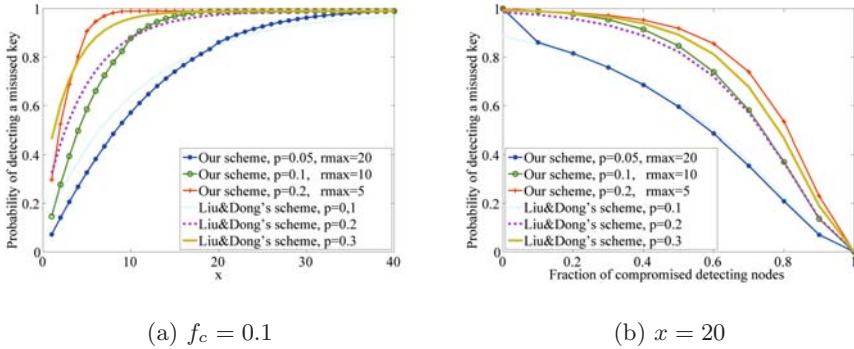 Probability of detecting a misused key
1
0.8
0.6
0.4
0.2
0
Our scheme, p=0.05, rmax=20
Our scheme, p=0.1, rmax=10
Our scheme, p=0.2, rmax=5
Liu&Dong's scheme, p=0,1
Liu&Dong's scheme, p=0.2
Liu&Dong's scheme, p=0.3
0 10 20 30 40
x
(a) f_c = 0.1
Probability of detecting a misused key
1
0.8
0.6
0.4
0.2
0
Our scheme, p=0.05, rmax=20
Our scheme, p=0.1, rmax=10
Our scheme, p=0.2, rmax=5
Liu&Dong's scheme, p=0.1
Liu&Dong's scheme, p=0.2
Liu&Dong's scheme, p=0.3
0 0.2 0.4 0.6 0.8 1
Fraction of compromised detecting nodes
(b) x = 20